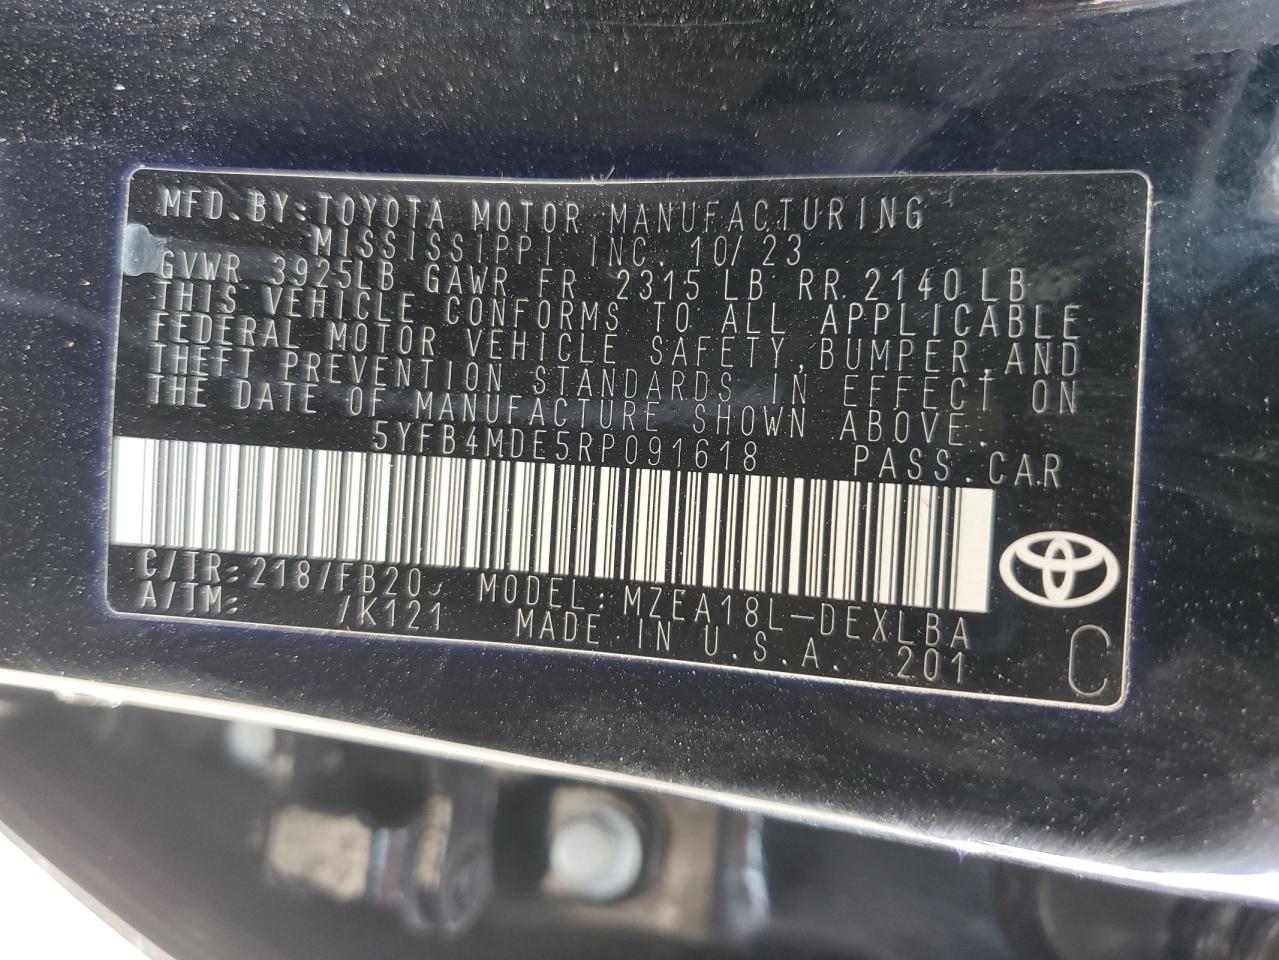 MFD.BY:TOYOTA MOTOR MANUFACTURING
MISSISSIPPI INC. 10/23
GVWR 3925LB GAWR FR 2315 LB RR 2140 LB
THIS VEHICLE CONFORMS TO ALL APPLICABLE
FEDERAL MOTOR VEHICLE SAFETY,BUMPER,AND
THEFT PREVENTION STANDARDS IN EFFECT ON
THE DATE OF MANUFACTURE SHOWN ABOVE.
5YFB4MDE5RP091618 PASS.CAR
C/TR:218/FB20 MODEL:MZEA18L-DEXLBA
A/TM: /K121 MADE IN U.S.A. 201
C